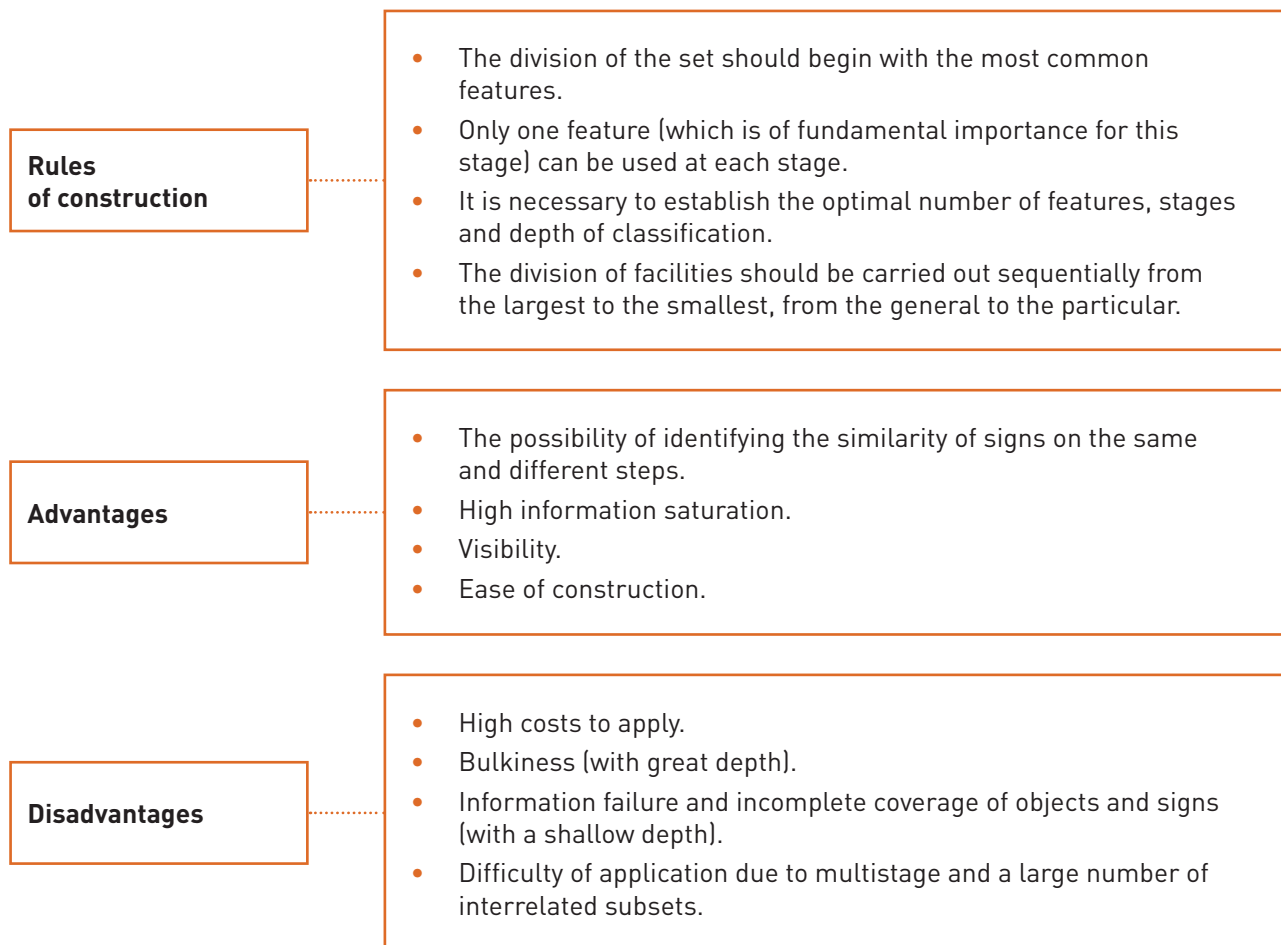 Rules
of construction
• The division of the set should begin with the most common
features.
• Only one feature (which is of fundamental importance for this
stage) can be used at each stage.
• It is necessary to establish the optimal number of features, stages
and depth of classification.
• The division of facilities should be carried out sequentially from
the largest to the smallest, from the general to the particular.
Advantages
• The possibility of identifying the similarity of signs on the same
and different steps.
• High information saturation.
• Visibility.
• Ease of construction.
Disadvantages
• High costs to apply.
• Bulkiness (with great depth).
• Information failure and incomplete coverage of objects and signs
(with a shallow depth).
• Difficulty of application due to multistage and a large number of
interrelated subsets.